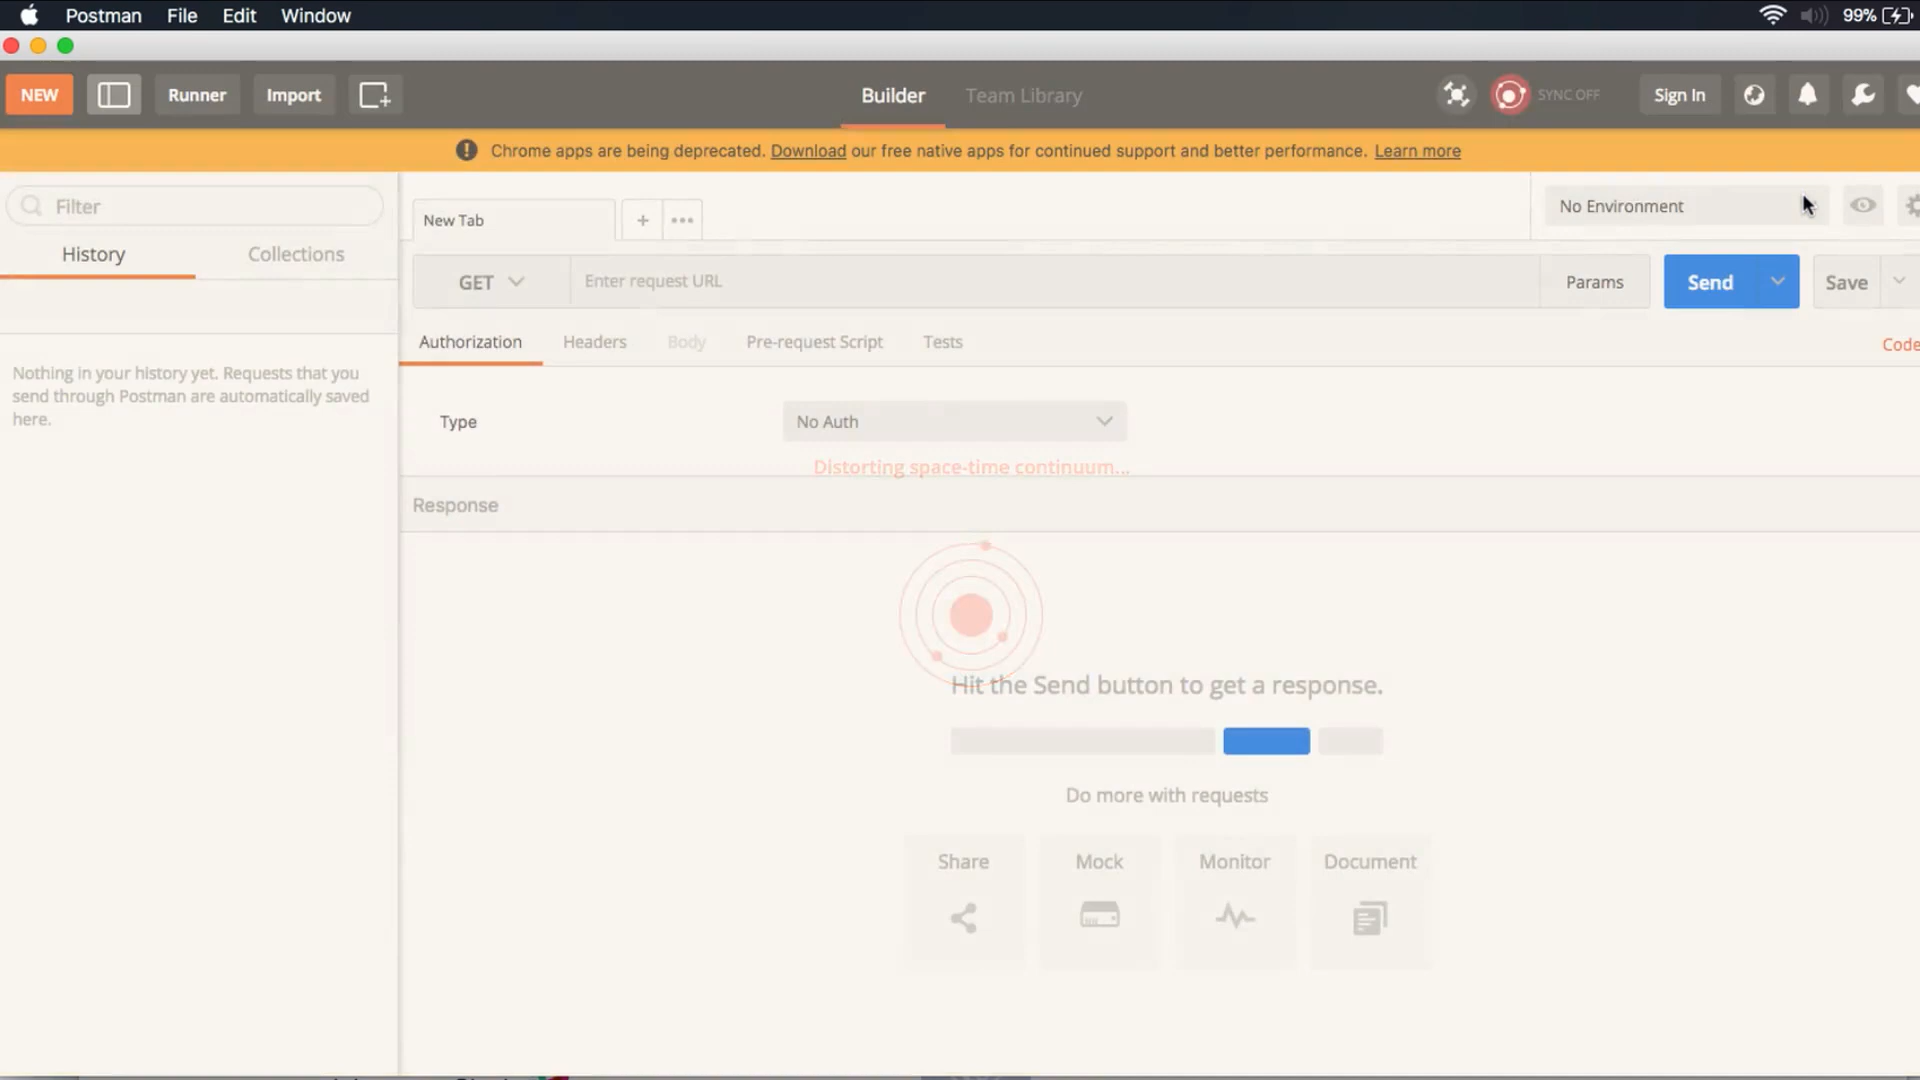 Postman File Edit Window 99%
NEW Runner Import Builder Team Library SYNC OFF Sign In
Chrome apps are being deprecated. Download our free native apps for continued support and better performance. Learn more
Filter
History Collections
Nothing in your history yet. Requests that you
send through Postman are automatically saved
here.
New Tab + •••
No Environment
GET Enter request URL Params Send Save
Authorization Headers Body Pre-request Script Tests Code
Type No Auth
Distorting space-time continuum...
Response
Hit the Send button to get a response.
Do more with requests
Share Mock Monitor Document